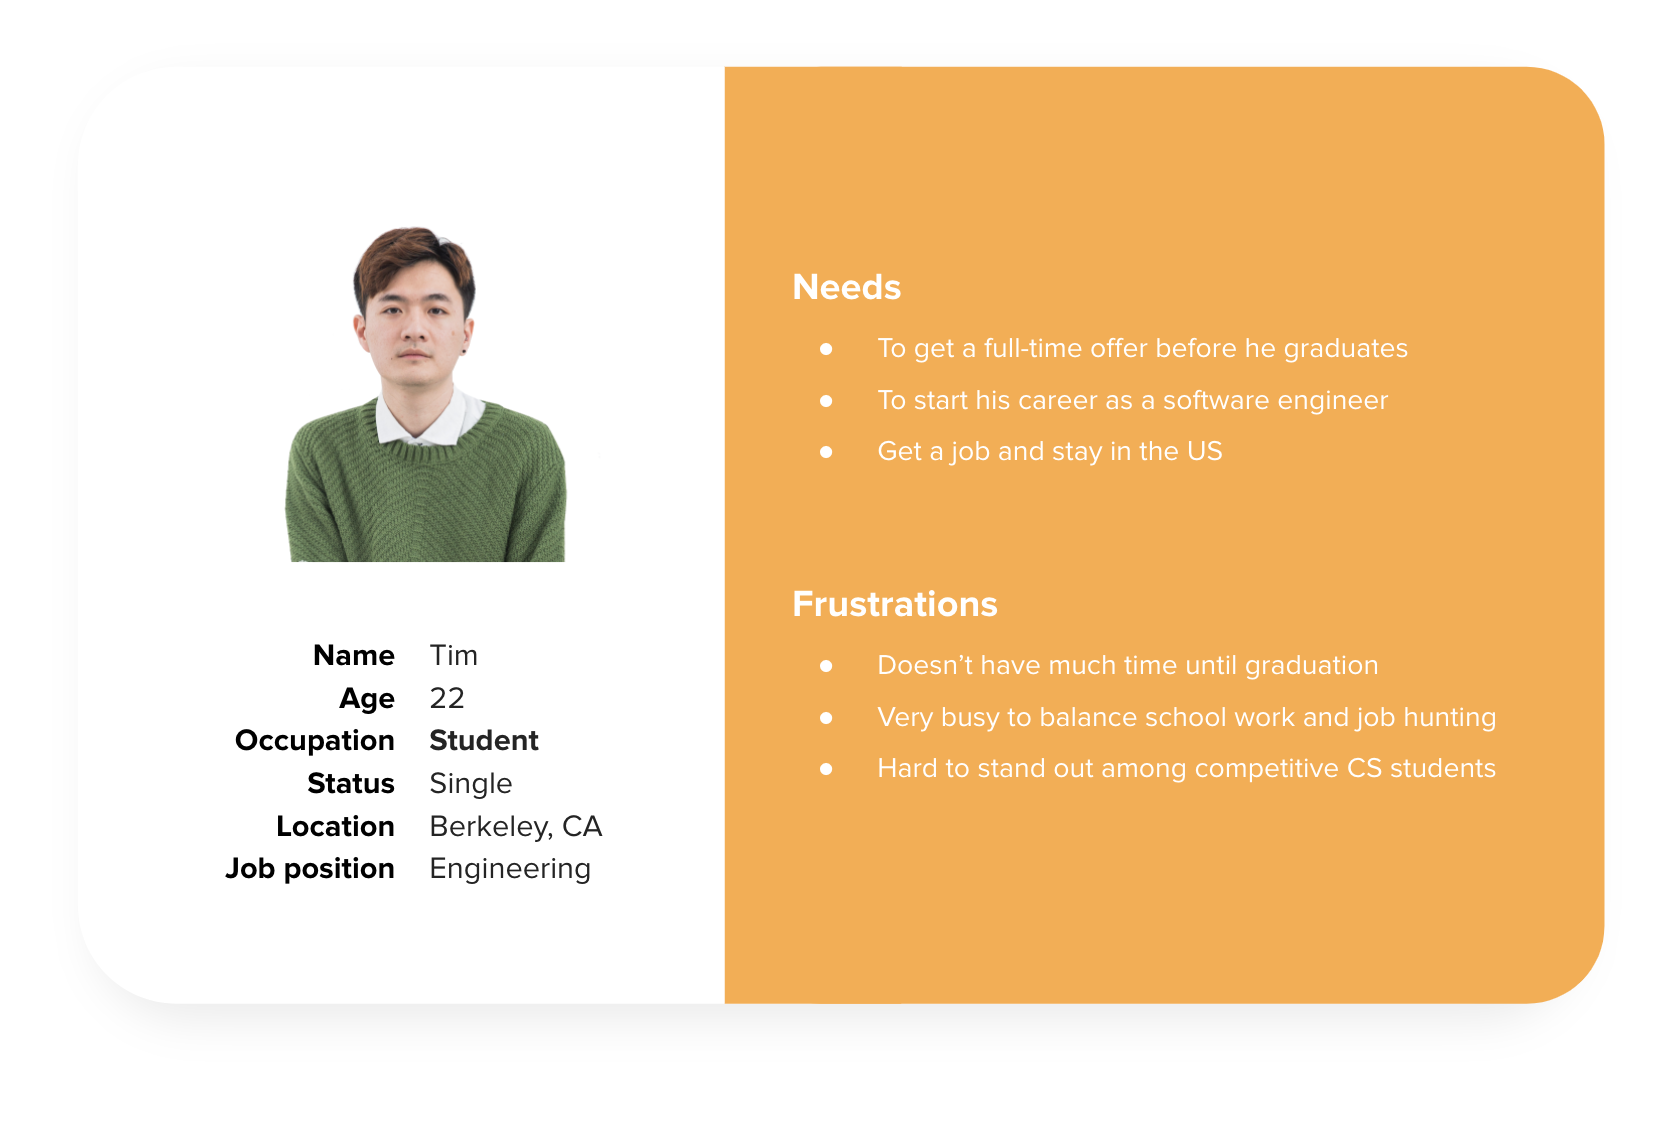 Name Tim
Age 22
Occupation Student
Status Single
Location Berkeley, CA
Job position Engineering
Needs
● To get a full-time offer before he graduates
● To start his career as a software engineer
● Get a job and stay in the US
Frustrations
● Doesn’t have much time until graduation
● Very busy to balance school work and job hunting
● Hard to stand out among competitive CS students